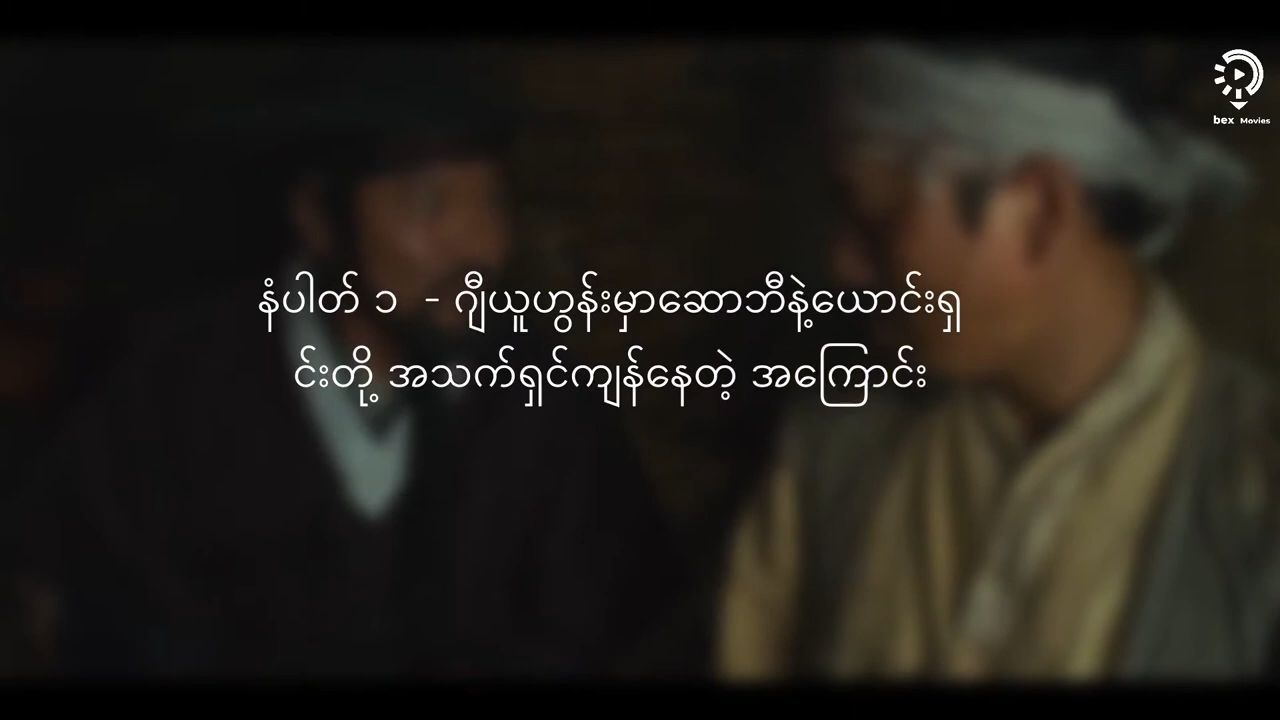 bex Movies
နံပါတ် ၁ - ဂျီယူဟွန်းမှာဆောဘီနဲ့ယောင်းရှ
င်းတို့ အသက်ရှင်ကျန်နေတဲ့ အကြောင်း